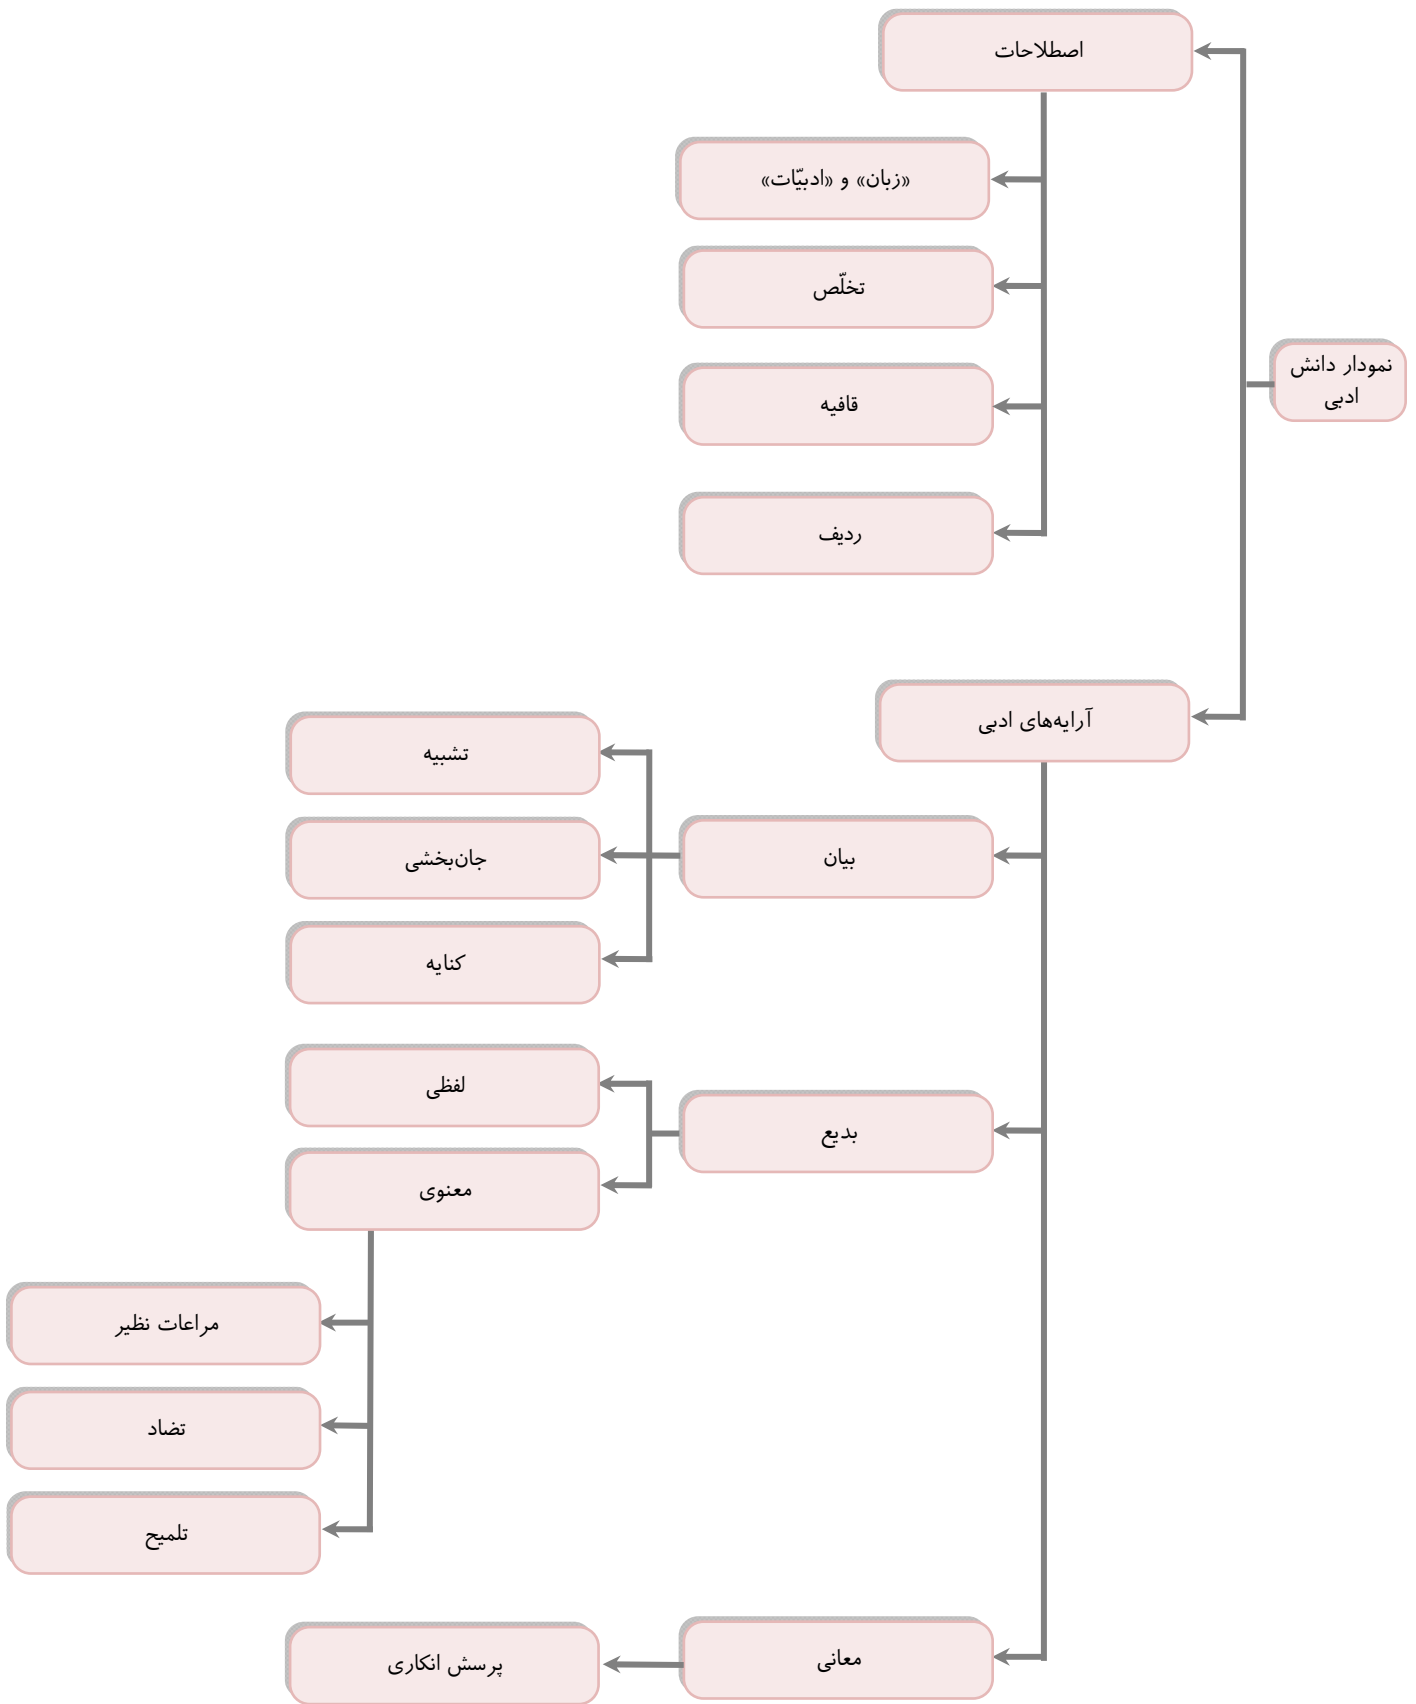 نمودار دانش
ادبی
اصطلاحات
«زبان» و «ادبیّات»
تخلّص
قافیه
ردیف
آرایه‌های ادبی
بیان
تشبیه
جان‌بخشی
کنایه
بدیع
لفظی
معنوی
مراعات نظیر
تضاد
تلمیح
معانی
پرسش انکاری